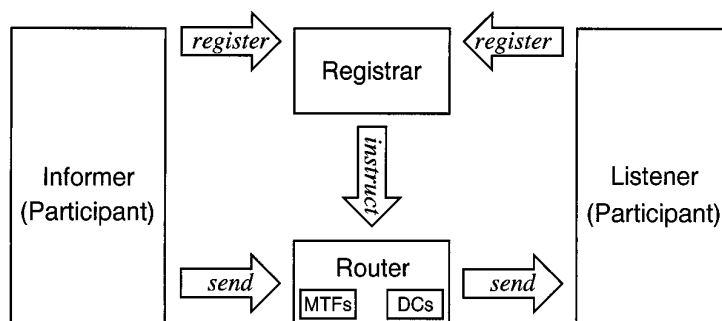 register
register
Registrar
instruct
Informer
(Participant)
Listener
(Participant)
Router
send
send
MTFs
DCs